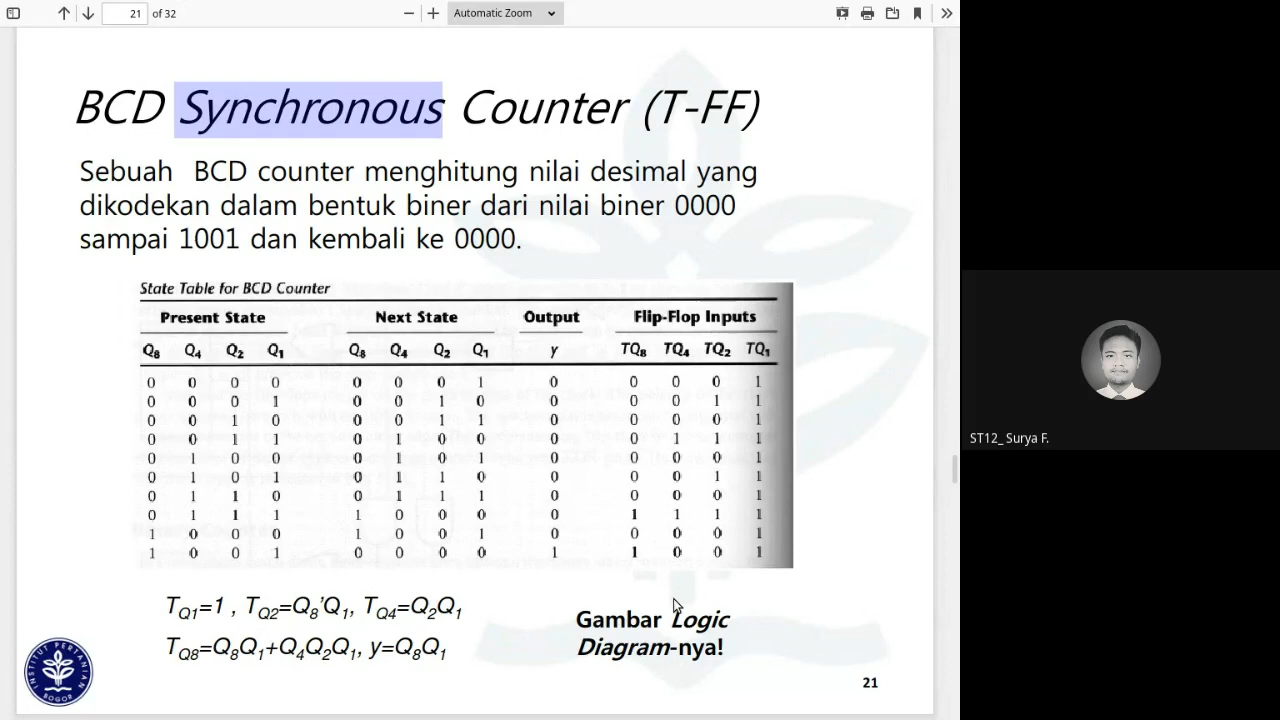 21 of 32 Automatic Zoom
BCD Synchronous Counter (T-FF)
Sebuah BCD counter menghitung nilai desimal yang
dikodekan dalam bentuk biner dari nilai biner 0000
sampai 1001 dan kembali ke 0000.
State Table for BCD Counter
Present State Next State Output Flip-Flop Inputs
Q8 Q4 Q2 Q1 Q8 Q4 Q2 Q1 y TQ8 TQ4 TQ2 TQ1
0 0 0 0 0 0 0 1 0 0 0 0 1
0 0 0 1 0 0 1 0 0 0 0 1 1
0 0 1 0 0 0 1 1 0 0 0 0 1
0 0 1 1 0 1 0 0 0 0 1 1 1
0 1 0 0 0 1 0 1 0 0 0 0 1
0 1 0 1 0 1 1 0 0 0 0 1 1
0 1 1 0 0 1 1 1 0 0 0 0 1
0 1 1 1 1 0 0 0 0 1 1 1 1
1 0 0 0 1 0 0 1 0 0 0 0 1
1 0 0 1 0 0 0 0 1 1 0 0 1
TQ1=1 , TQ2=Q8'Q1, TQ4=Q2Q1
TQ8=Q8Q1+Q4Q2Q1, y=Q8Q1
Gambar Logic
Diagram-nya!
INSTITUT PERTANIAN
BOGOR
21
ST12_ Surya F.